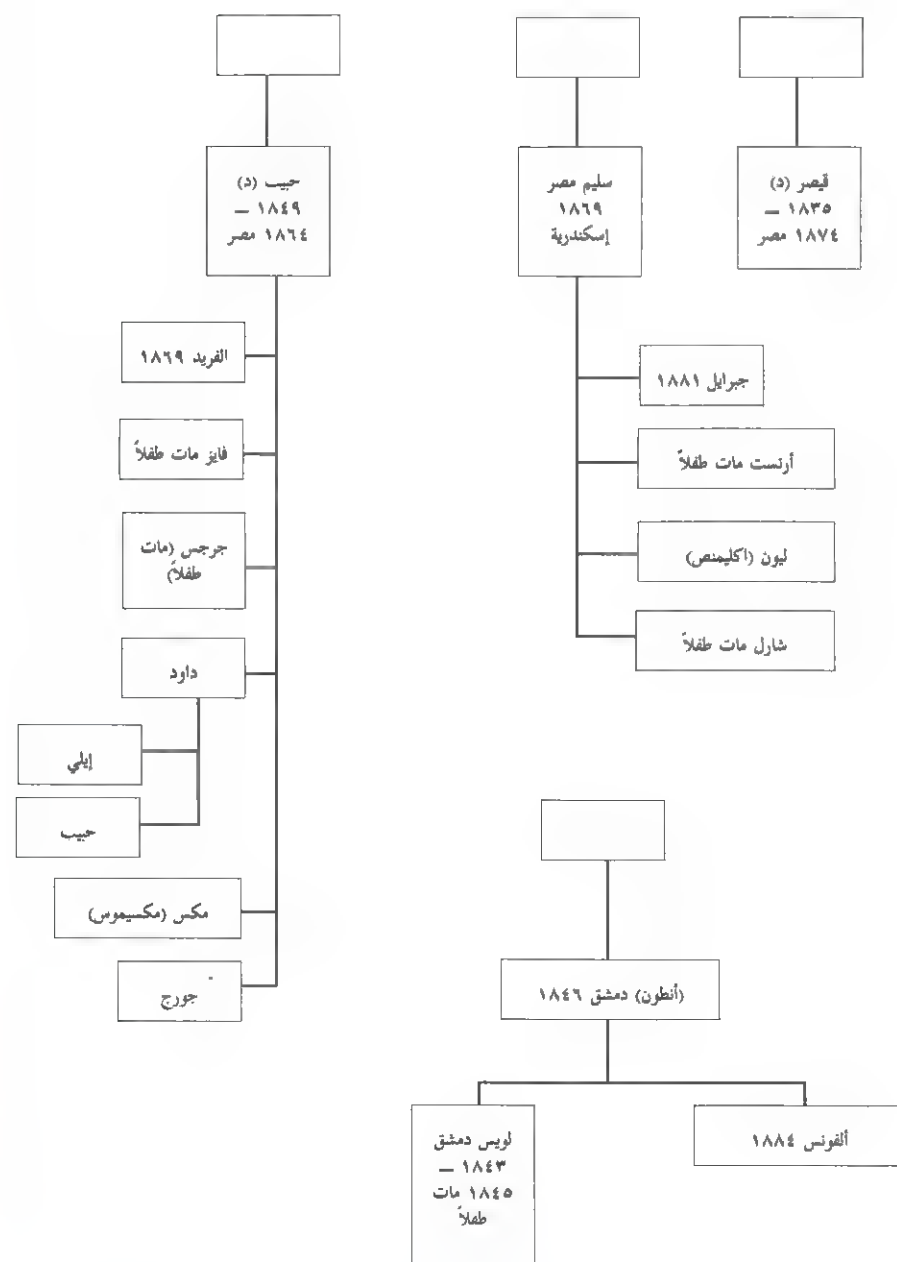 قيصر (د)
١٨٣٥ –
١٨٧٤ مصر
سليم مصر
١٨٦٩
إسكندرية
جبرايل ١٨٨١
أرنست مات طفلاً
ليون (اكليمنص)
شارل مات طفلاً
حبيب (د)
١٨٤٩ –
١٨٦٤ مصر
الفريد ١٨٦٩
فايز مات طفلاً
جرجس (مات
طفلاً)
داود
إيلي
حبيب
مكس (مكسيموس)
جورج
(أنطون) دمشق ١٨٤٦
ألفونس ١٨٨٤
لويس دمشق
١٨٤٣ –
١٨٤٥ مات
طفلاً